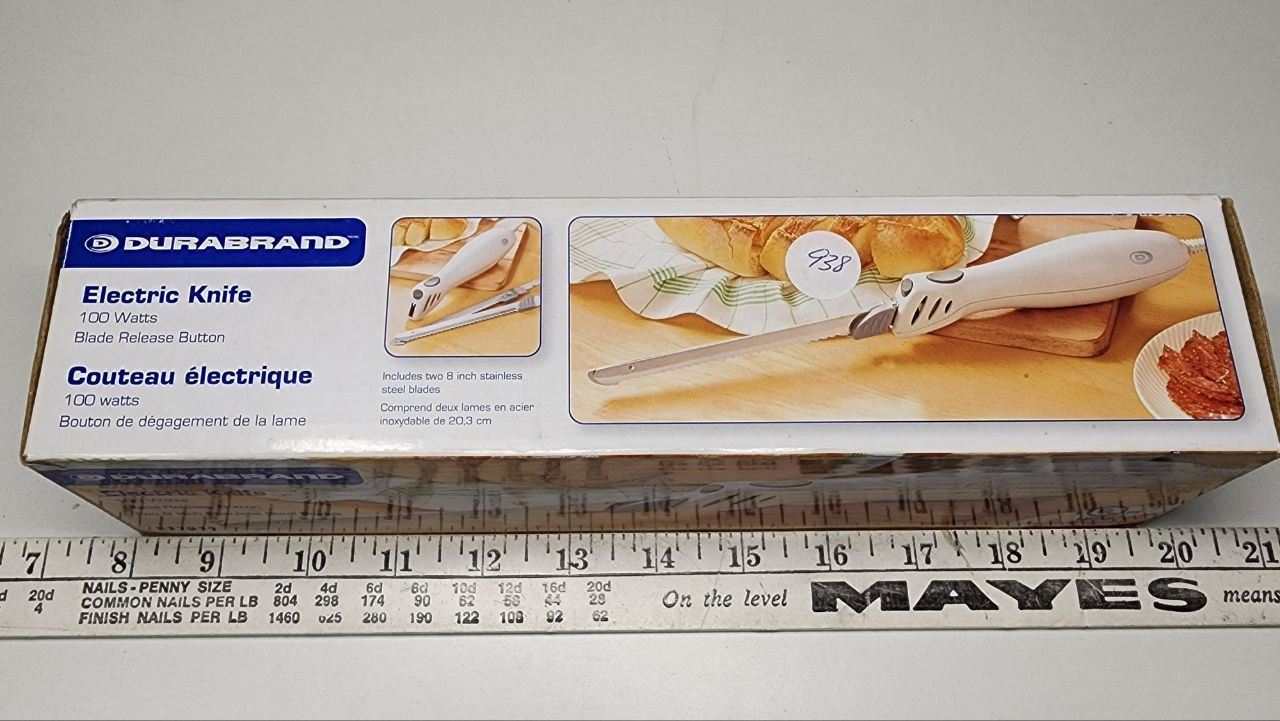 DURABRAND
Electric Knife
100 Watts
Blade Release Button
Couteau électrique
100 watts
Bouton de dégagement de la lame
Includes two 8 inch stainless
steel blades
Comprend deux lames en acier
inoxydable de 20,3 cm
938
DURABRAND
Electric Knife
7 8 9 10 11 12 13 14 15 16 17 18 19 20 21
20d
4
NAILS-PENNY SIZE 2d 4d 6d 8d 10d 12d 16d 20d
COMMON NAILS PER LB 804 298 174 90 62 44 29
FINISH NAILS PER LB 1460 280 190 122 108 92 62
On the level MAYES means